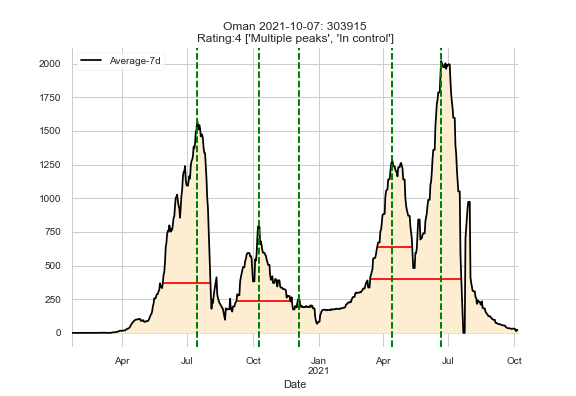 Oman 2021-10-07: 303915
Rating:4 ['Multiple peaks', 'In control']
Average-7d
2000
1750
1500
1250
1000
750
500
250
0
Apr Jul Oct Jan Apr Jul Oct
2021
Date